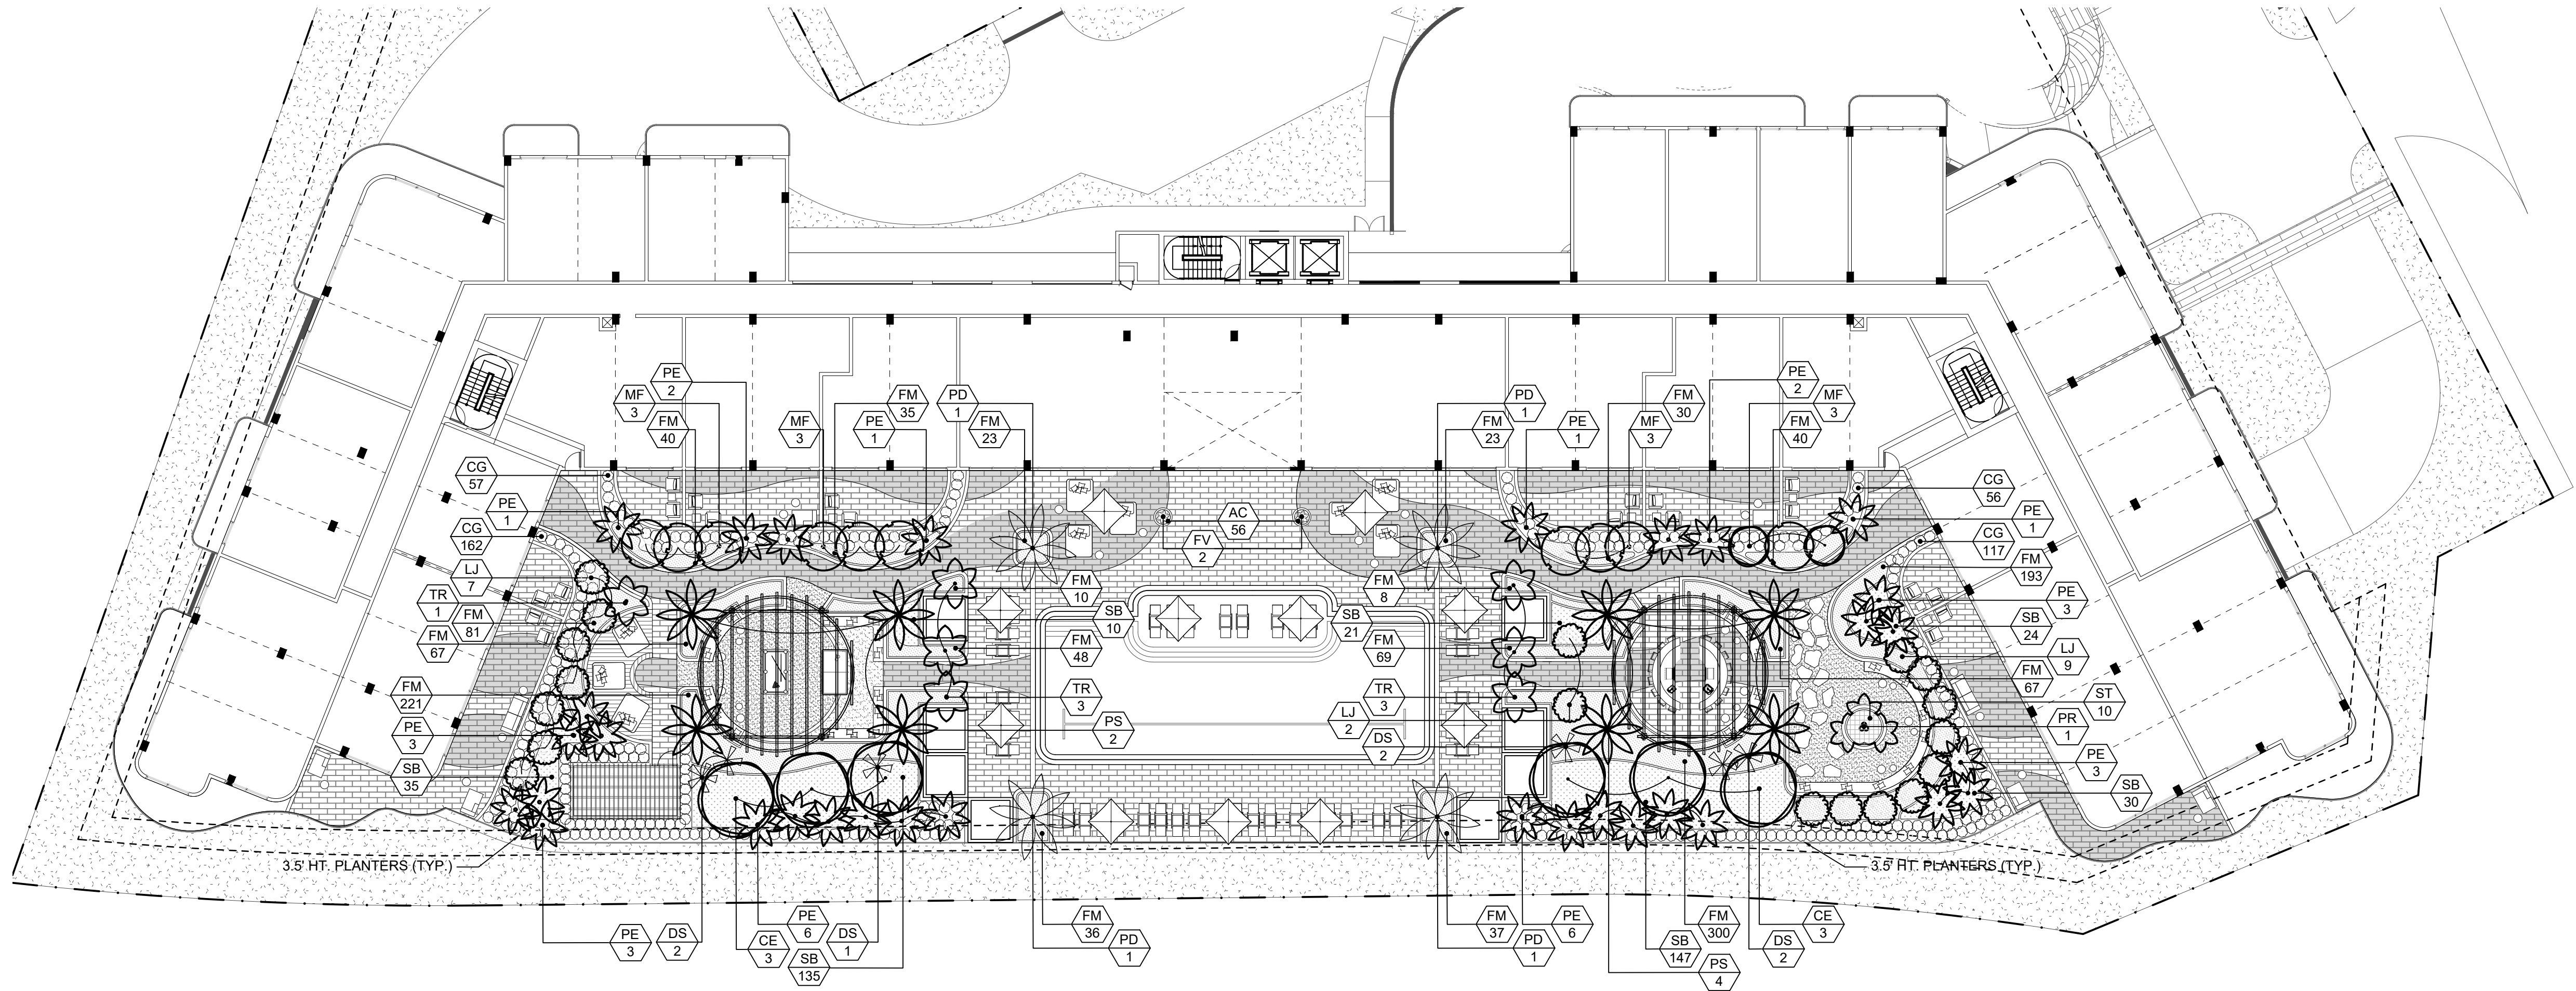 PE
2
MF
3
FM
40
MF
3
FM
35
PE
1
PD
1
FM
23
PD
1
FM
23
PE
1
FM
30
MF
3
PE
2
MF
3
FM
40
CG
57
PE
1
CG
162
LJ
7
TR
1
FM
81
FM
67
FM
221
PE
3
SB
35
AC
56
FV
2
FM
10
SB
10
FM
48
TR
3
PS
2
FM
8
SB
21
FM
69
TR
3
LJ
2
DS
2
CG
56
PE
1
CG
117
FM
193
PE
3
SB
24
LJ
9
FM
67
ST
10
PR
1
PE
3
SB
30
3.5' HT. PLANTERS (TYP.)
3.5' HT. PLANTERS (TYP.)
PE
3
DS
2
CE
3
PE
6
SB
135
DS
1
FM
36
PD
1
FM
37
PD
1
PE
6
SB
147
FM
300
PS
4
DS
2
CE
3